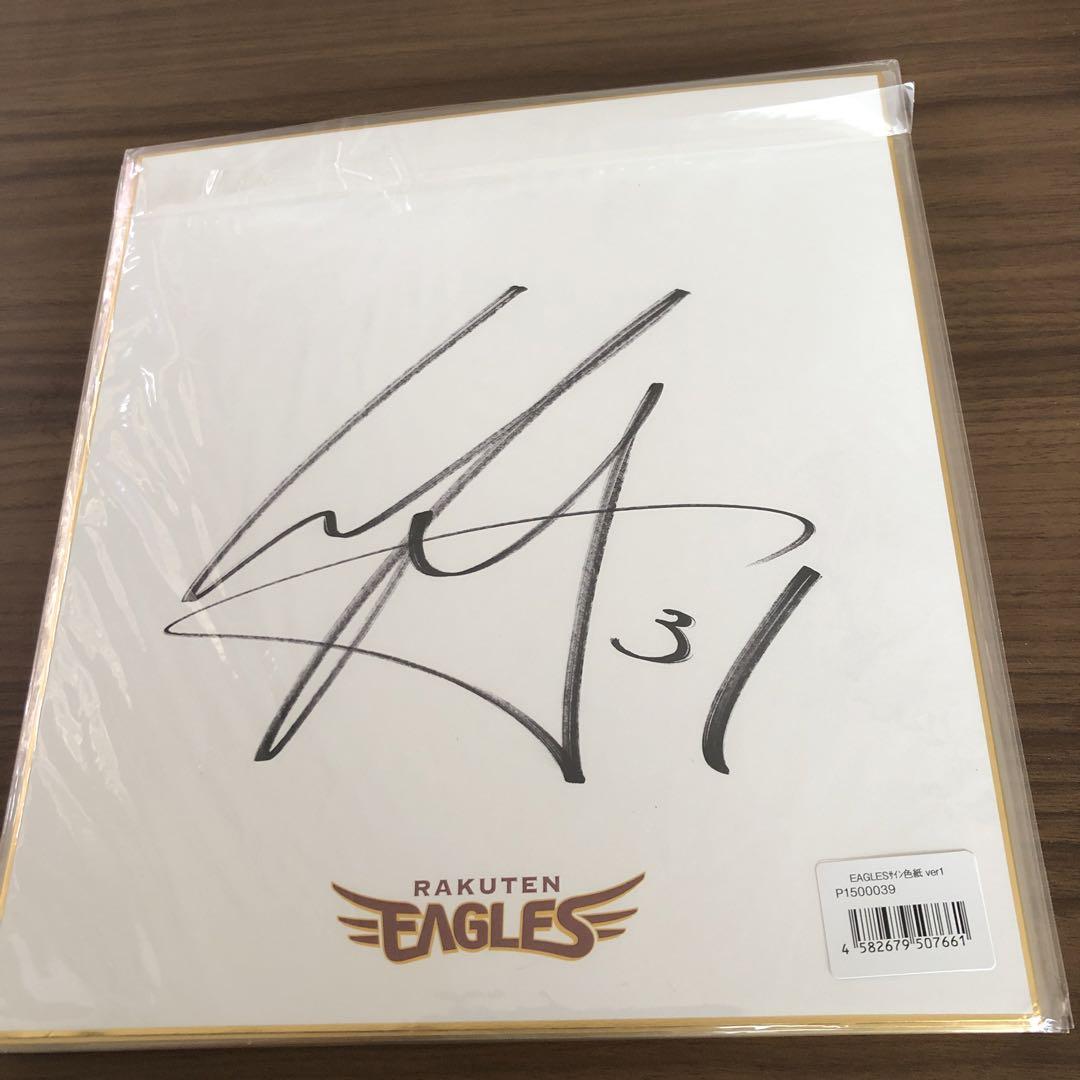 31
RAKUTEN
EAGLES
EAGLESｻｲﾝ色紙 ver1
P1500039
4 582679 507661